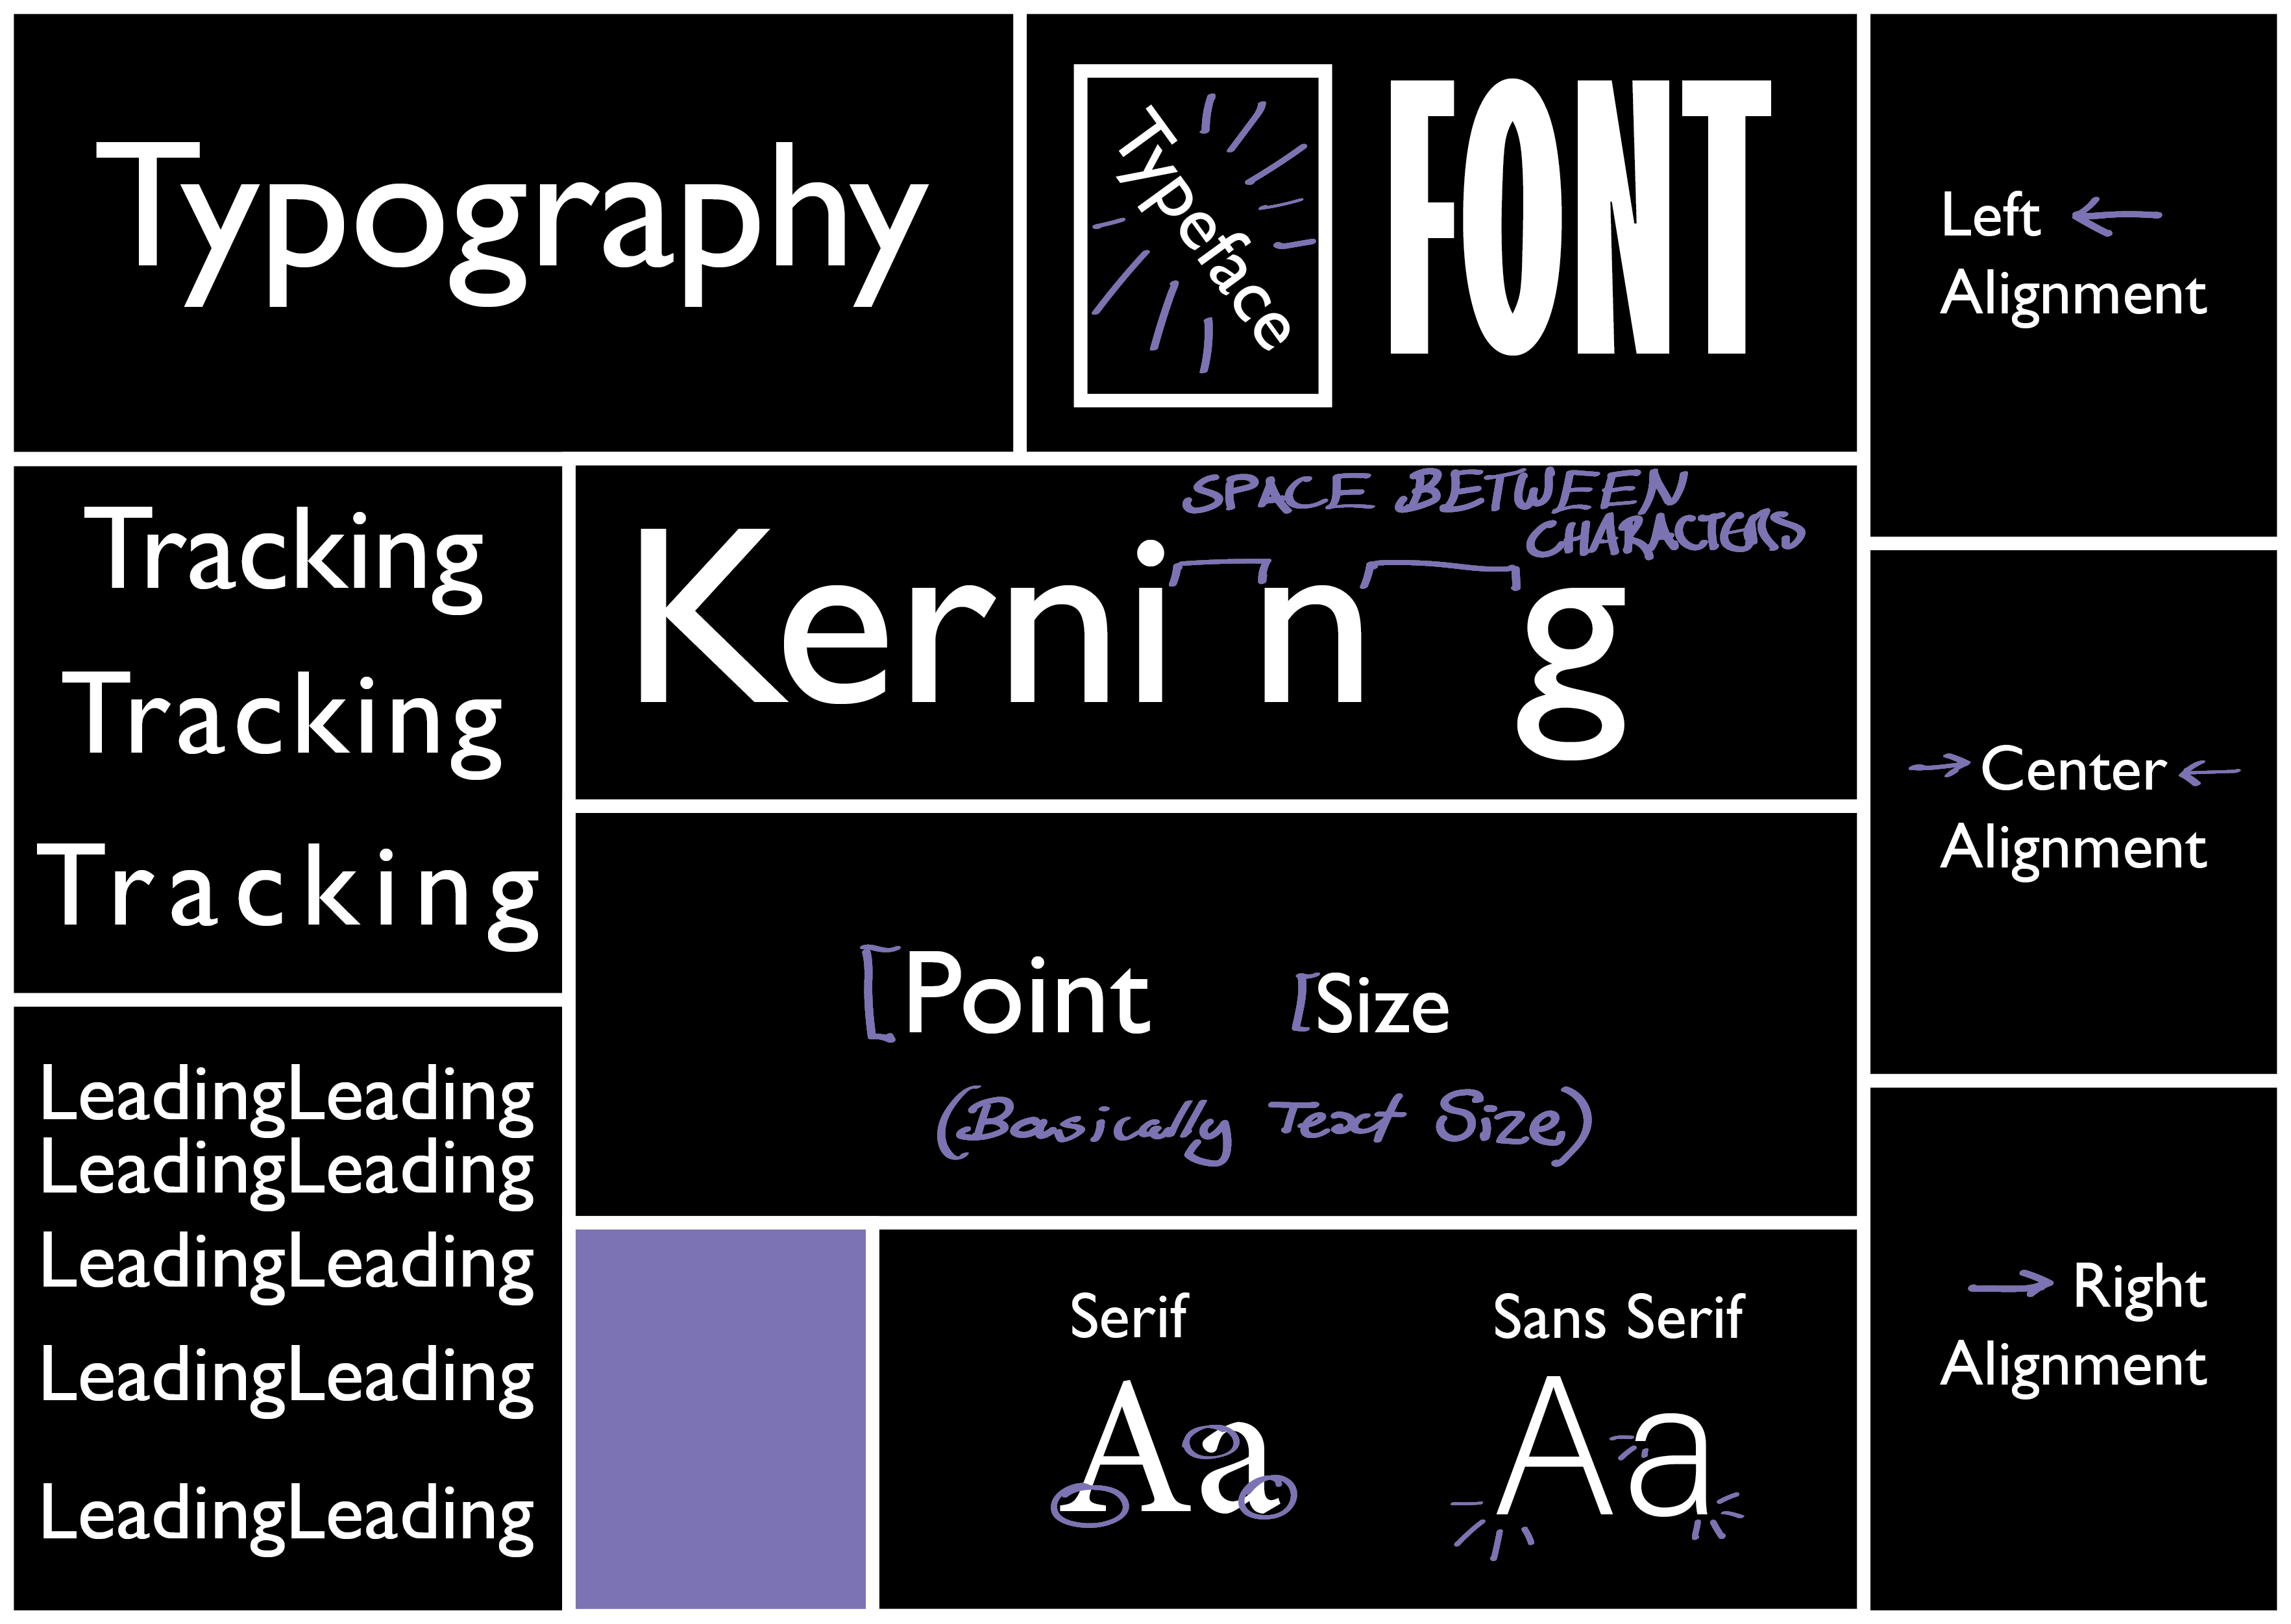 Typography
Typeface
FONT
Left
Alignment
Tracking
Tracking
Tracking
SPACE BETWEEN
CHARACTERS
Kerning
Center
Alignment
Point Size
(Basically Text Size)
LeadingLeading
LeadingLeading
LeadingLeading
LeadingLeading
LeadingLeading
Serif
Aa
Sans Serif
Aa
Right
Alignment